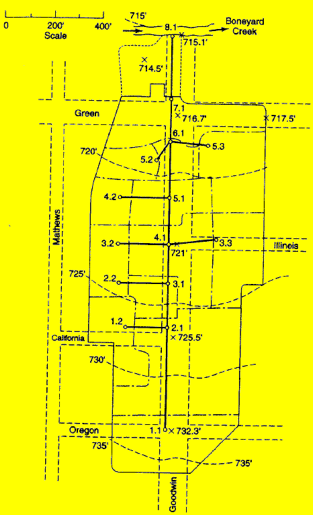 715'
8.1
Boneyard
Creek
0 200' 400'
Scale
715.1'
714.5'
7.1
Green
716.7'
717.5'
6.1
720'
5.2
5.3
4.2
5.1
Mathews
3.2
4.1
3.3
Illinois
721'
725'
2.2
3.1
1.2
2.1
California
725.5'
730'
Oregon
1.1
732.3'
735'
735'
Goodwin